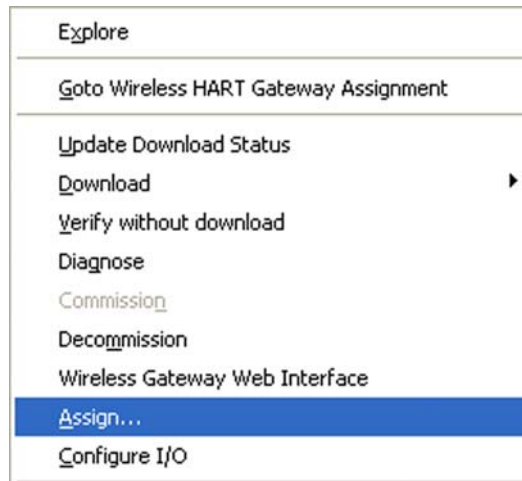 Explore
Goto Wireless HART Gateway Assignment
Update Download Status
Download
Verify without download
Diagnose
Commission
Decommission
Wireless Gateway Web Interface
Assign...
Configure I/O